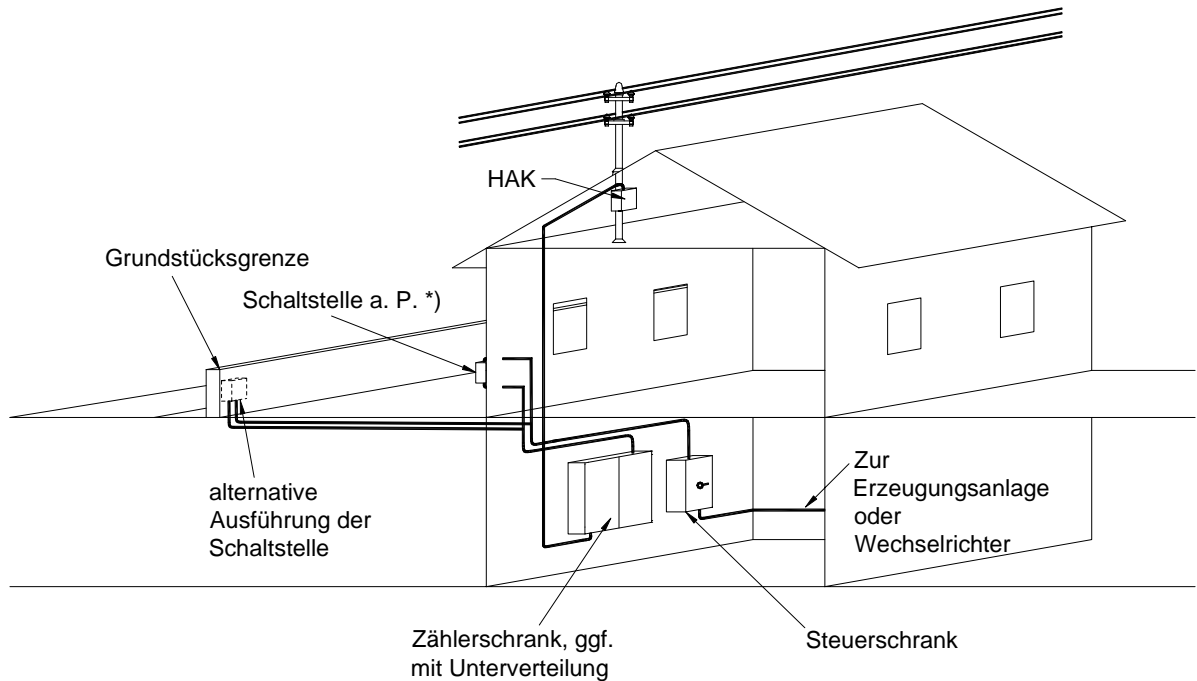 HAK
Grundstücksgrenze
Schaltstelle a. P. *)
alternative
Ausführung der
Schaltstelle
Zur
Erzeugungsanlage
oder
Wechselrichter
Zählerschrank, ggf.
mit Unterverteilung
Steuerschrank